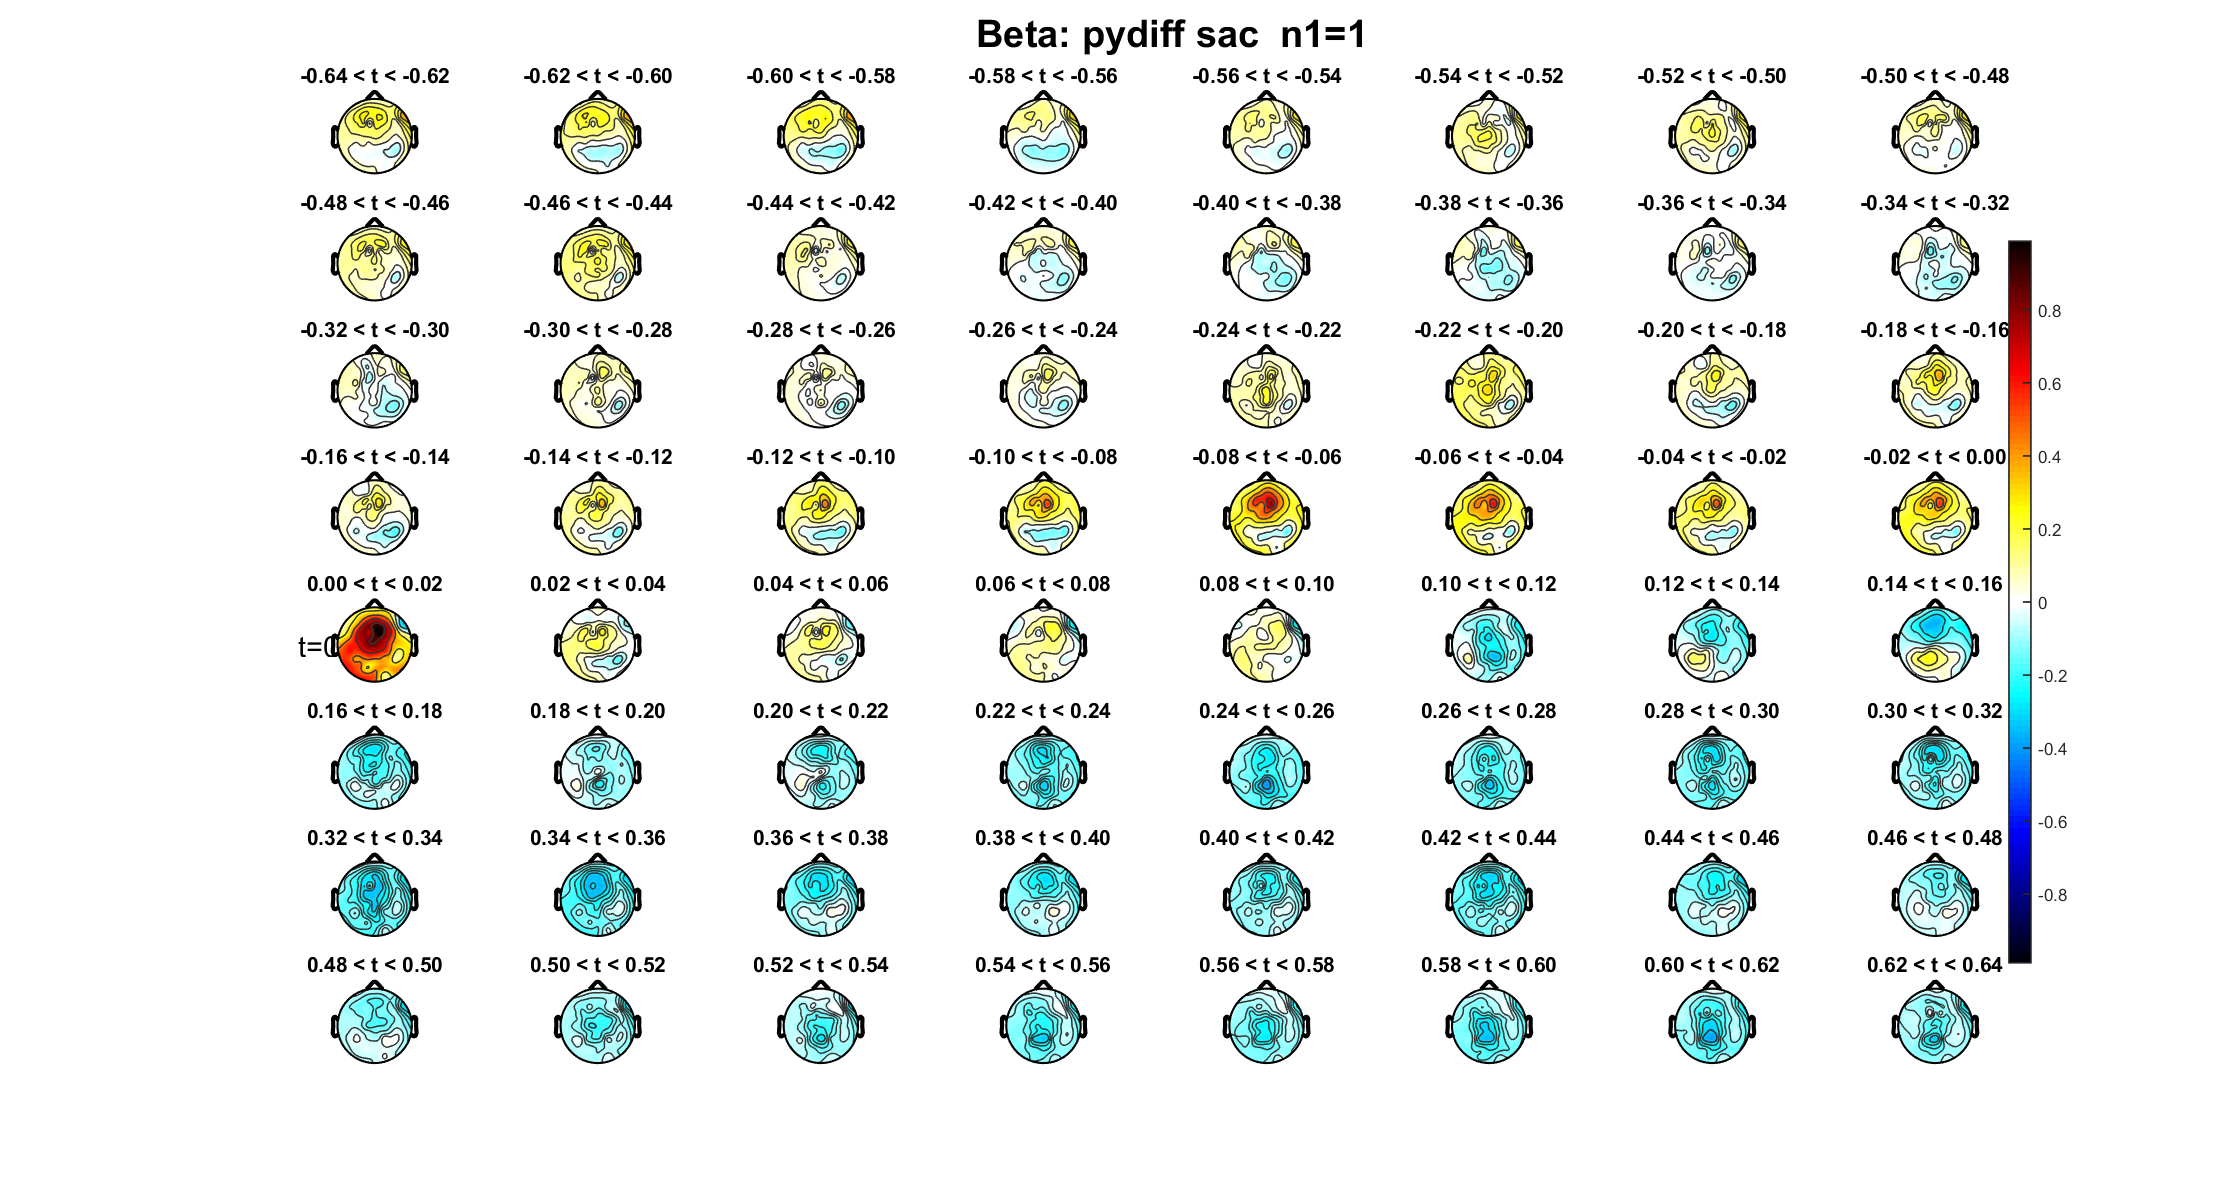 Beta: pydiff sac  n1=1
-0.64 < t < -0.62
-0.62 < t < -0.60
-0.60 < t < -0.58
-0.58 < t < -0.56
-0.56 < t < -0.54
-0.54 < t < -0.52
-0.52 < t < -0.50
-0.50 < t < -0.48
-0.48 < t < -0.46
-0.46 < t < -0.44
-0.44 < t < -0.42
-0.42 < t < -0.40
-0.40 < t < -0.38
-0.38 < t < -0.36
-0.36 < t < -0.34
-0.34 < t < -0.32
-0.32 < t < -0.30
-0.30 < t < -0.28
-0.28 < t < -0.26
-0.26 < t < -0.24
-0.24 < t < -0.22
-0.22 < t < -0.20
-0.20 < t < -0.18
-0.18 < t < -0.16
-0.16 < t < -0.14
-0.14 < t < -0.12
-0.12 < t < -0.10
-0.10 < t < -0.08
-0.08 < t < -0.06
-0.06 < t < -0.04
-0.04 < t < -0.02
-0.02 < t < 0.00
0.00 < t < 0.02
0.02 < t < 0.04
0.04 < t < 0.06
0.06 < t < 0.08
0.08 < t < 0.10
0.10 < t < 0.12
0.12 < t < 0.14
0.14 < t < 0.16
t=0
0.16 < t < 0.18
0.18 < t < 0.20
0.20 < t < 0.22
0.22 < t < 0.24
0.24 < t < 0.26
0.26 < t < 0.28
0.28 < t < 0.30
0.30 < t < 0.32
0.32 < t < 0.34
0.34 < t < 0.36
0.36 < t < 0.38
0.38 < t < 0.40
0.40 < t < 0.42
0.42 < t < 0.44
0.44 < t < 0.46
0.46 < t < 0.48
0.48 < t < 0.50
0.50 < t < 0.52
0.52 < t < 0.54
0.54 < t < 0.56
0.56 < t < 0.58
0.58 < t < 0.60
0.60 < t < 0.62
0.62 < t < 0.64
0.8
0.6
0.4
0.2
0
-0.2
-0.4
-0.6
-0.8